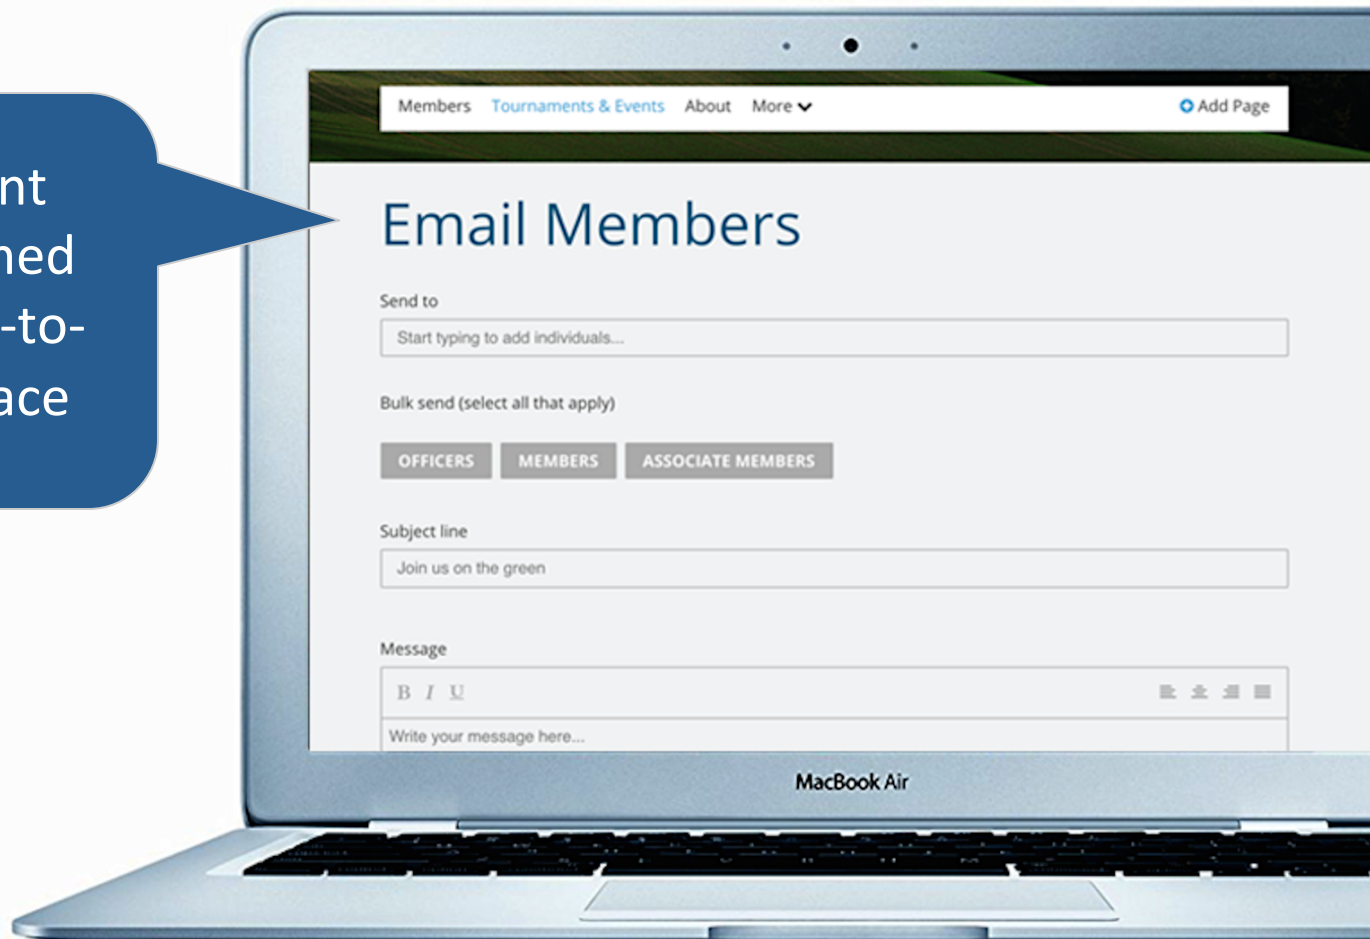 Members Tournaments & Events About More Add Page
Email Members
Send to
Start typing to add individuals...
Bulk send (select all that apply)
OFFICERS MEMBERS ASSOCIATE MEMBERS
Subject line
Join us on the green
Message
B I U
Write your message here...
MacBook Air
nt
ned
-to-
ace